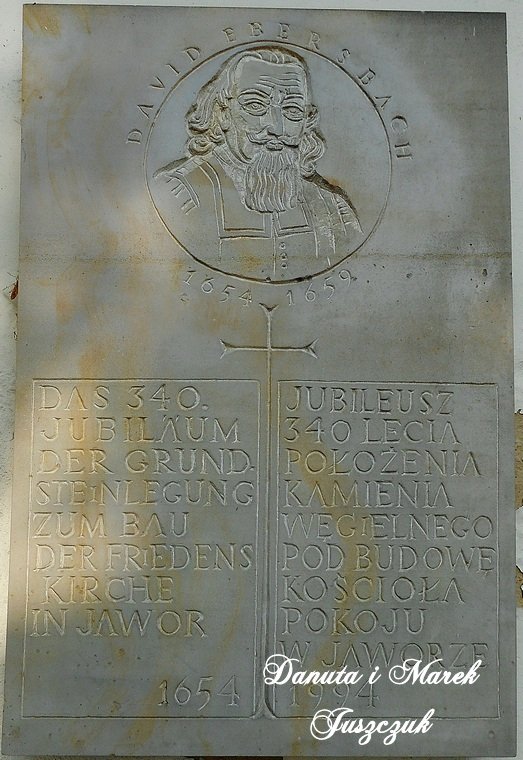 DAVID EBERSBACH
1654 1659
DAS 340.
JUBILÄUM
DER GRUND-
STEINLEGUNG
ZUM BAU
DER FRIEDENS
KIRCHE
IN JAWOR
1654
JUBILEUSZ
340 LECIA
POŁOŻENIA
KAMIENIA
WĘGIELNEGO
POD BUDOWĘ
KOŚCIOŁA
POKOJU
W JAWORZE
1994
Danuta i Marek
Juszczuk